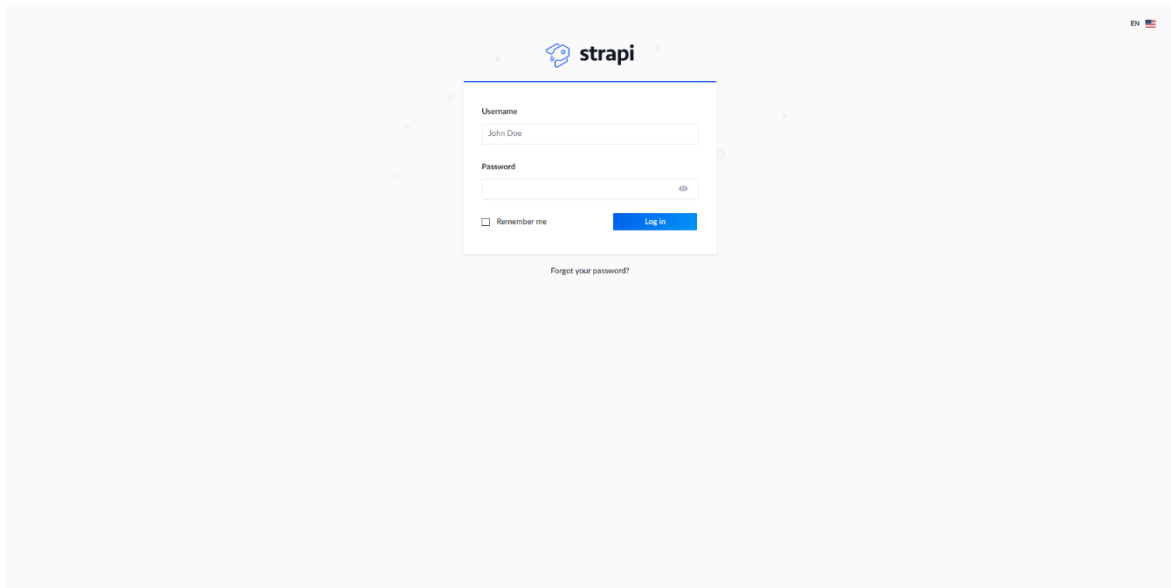 EN
strapi
Username
John Doe
Password
Remember me
Log in
Forgot your password?